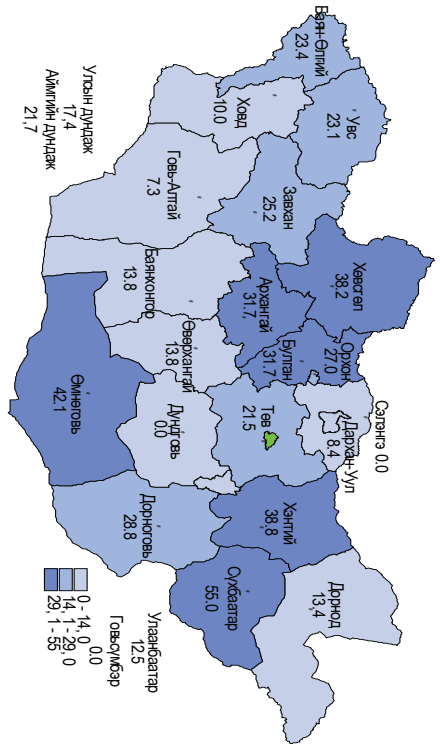 Баян-Өлгий
23.4
Увс
23.1
Ховд
10.0
Говь-Алтай
7.3
Завхан
25.2
Хөвсгөл
38,2
Архангай
31.7,
Баянхонгор
13.8
Өвөрхангай
13.8
Орхон
27.0
Булган
31.7
Сэлэнгэ 0.0
Дархан-Уул
8.4
Төв
21.5
Дундговь
0.0
Өмнөговь
42.1
Дорноговь
28.8
Хэнтий
38,8
Сүхбаатар
55.0
Дорнод
13,4
Улсын дундаж
17,4
Аймгийн дундаж
21,7
Улаанбаатар
12.5
Говьсүмбэр
0.0
0 - 14, 0
14, 1 - 29, 0
29, 1 - 55